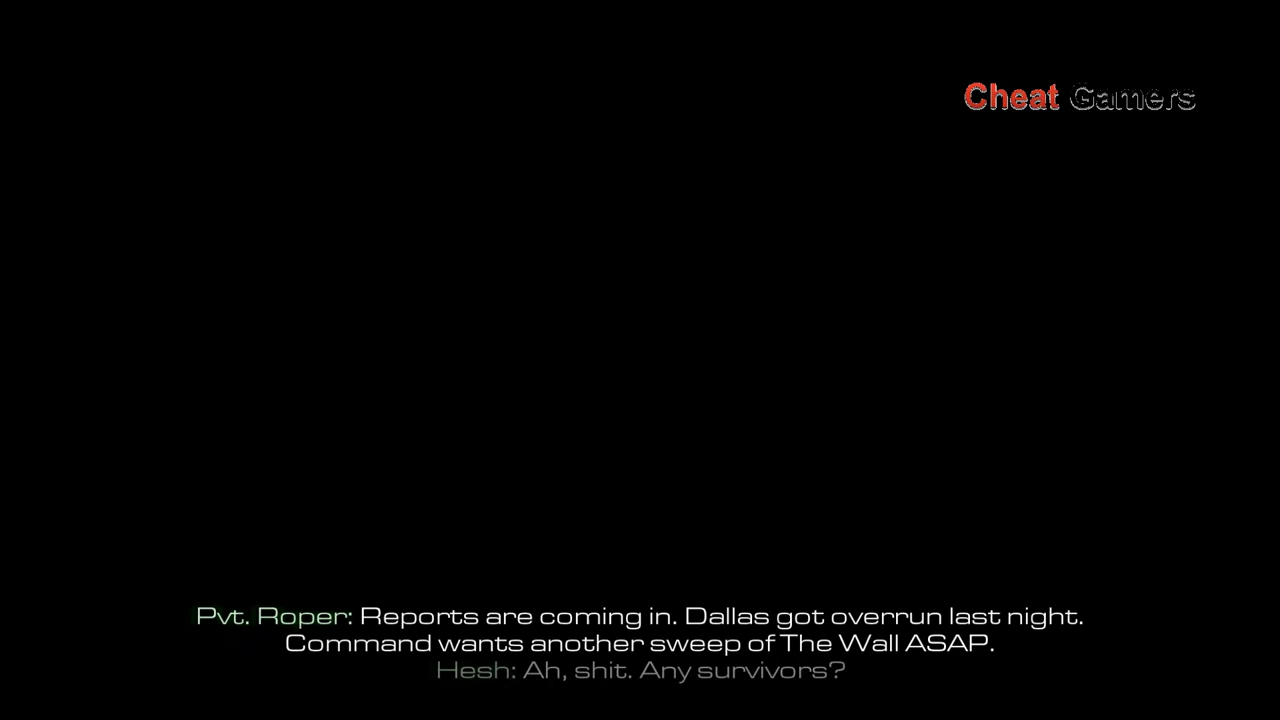 Cheat Gamers
Pvt. Roper: Reports are coming in. Dallas got overrun last night.
Command wants another sweep of The Wall ASAP.
Hesh: Ah, shit. Any survivors?